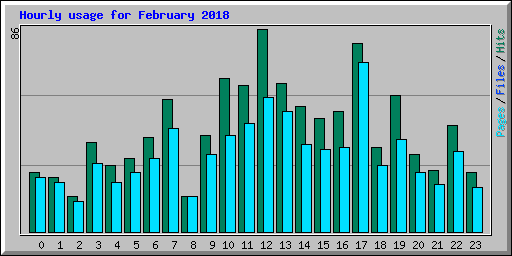 Hourly usage for February 2018
86
Pages / Files / Hits
0 1 2 3 4 5 6 7 8 9 10 11 12 13 14 15 16 17 18 19 20 21 22 23